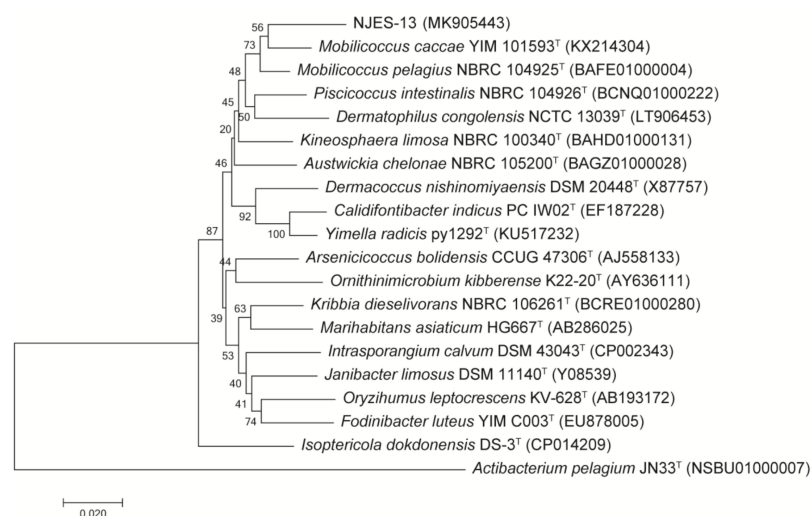 56
NJES-13 (MK905443)
73
Mobilicoccus caccae YIM 101593ᵀ (KX214304)
48
Mobilicoccus pelagius NBRC 104925ᵀ (BAFE01000004)
Piscicoccus intestinalis NBRC 104926ᵀ (BCNQ01000222)
45
50
Dermatophilus congolensis NCTC 13039ᵀ (LT906453)
20
Kineosphaera limosa NBRC 100340ᵀ (BAHD01000131)
46
Austwickia chelonae NBRC 105200ᵀ (BAGZ01000028)
Dermacoccus nishinomiyaensis DSM 20448ᵀ (X87757)
92
Calidifontibacter indicus PC IW02ᵀ (EF187228)
87
100
Yimella radicis py1292ᵀ (KU517232)
44
Arsenicicoccus bolidensis CCUG 47306ᵀ (AJ558133)
Ornithinimicrobium kibberense K22-20ᵀ (AY636111)
63
Kribbia dieselivorans NBRC 106261ᵀ (BCRE01000280)
39
Marihabitans asiaticum HG667ᵀ (AB286025)
53
Intrasporangium calvum DSM 43043ᵀ (CP002343)
40
Janibacter limosus DSM 11140ᵀ (Y08539)
41
Oryzihumus leptocrescens KV-628ᵀ (AB193172)
74
Fodinibacter luteus YIM C003ᵀ (EU878005)
Isoptericola dokdonensis DS-3ᵀ (CP014209)
Actibacterium pelagium JN33ᵀ (NSBU01000007)
0.020